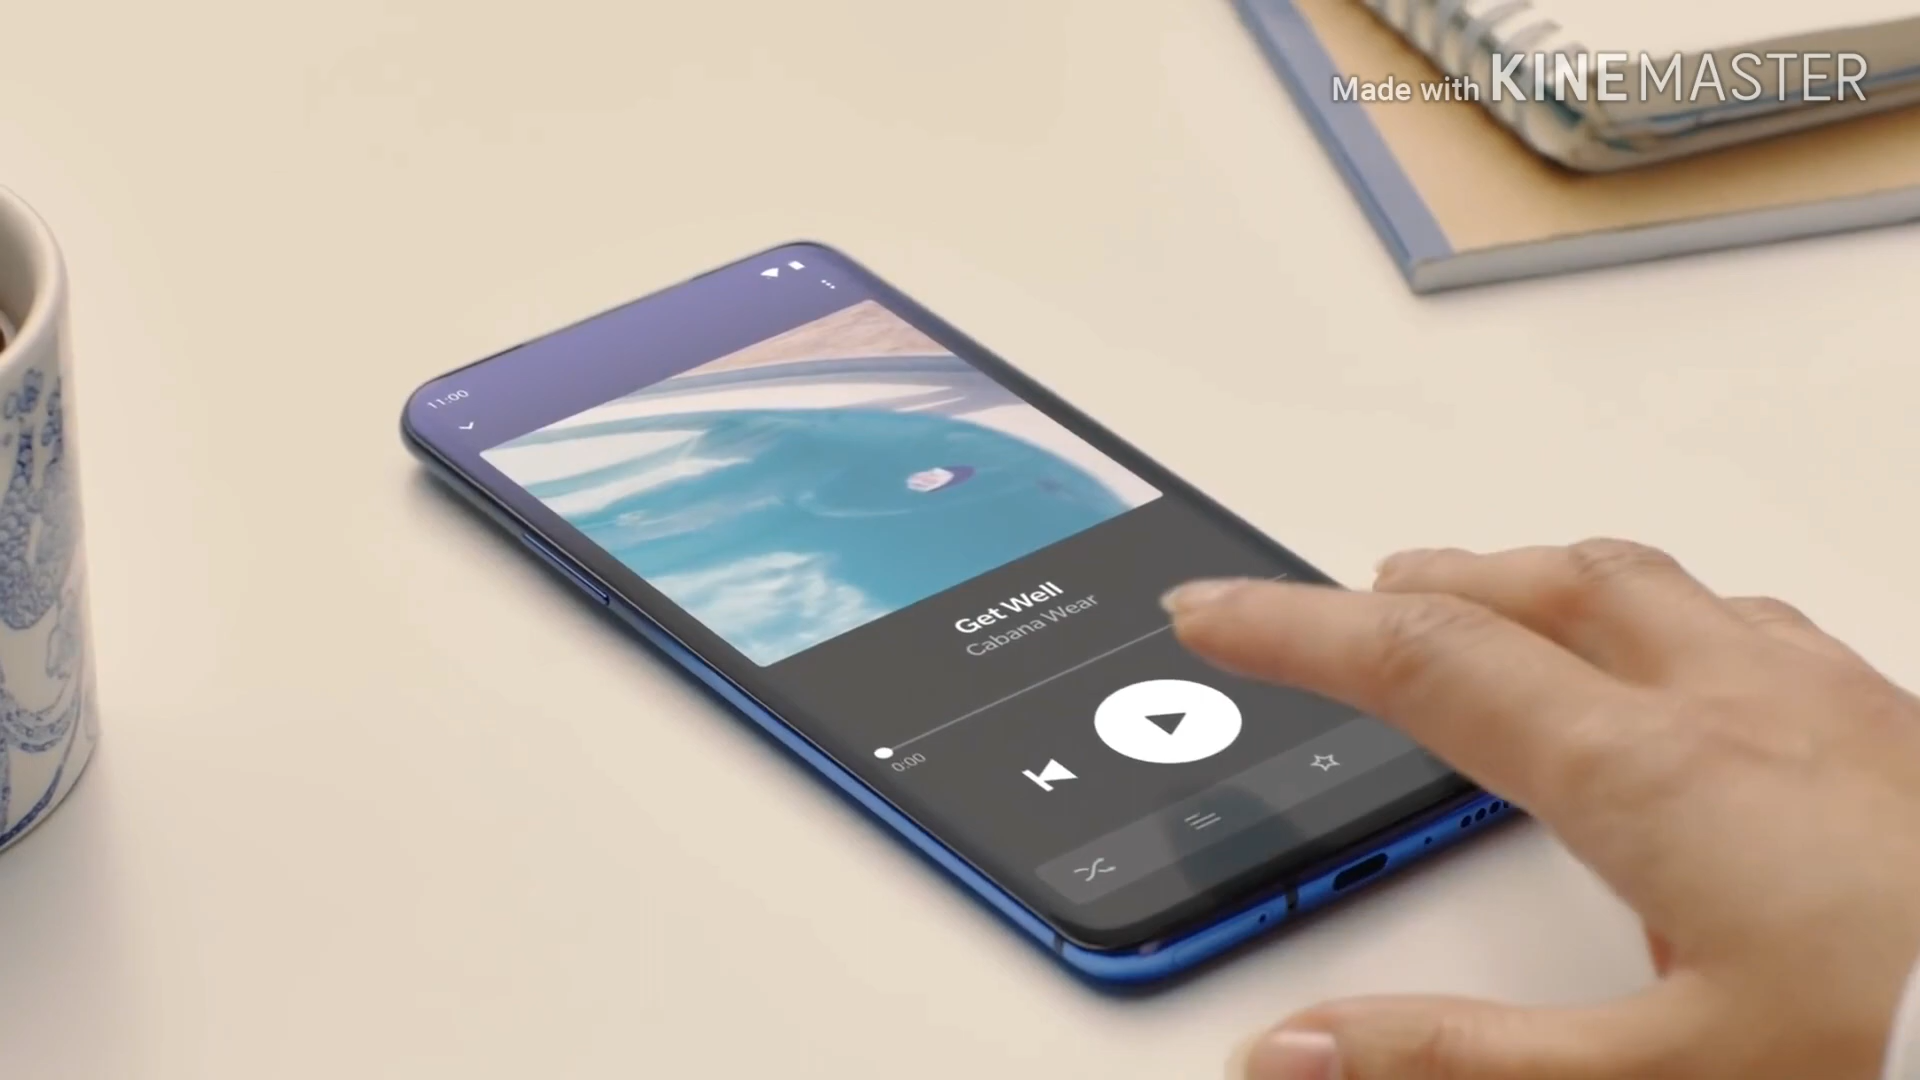 Made with KINEMASTER
11:00
Get Well
Cabana Wear
0:00